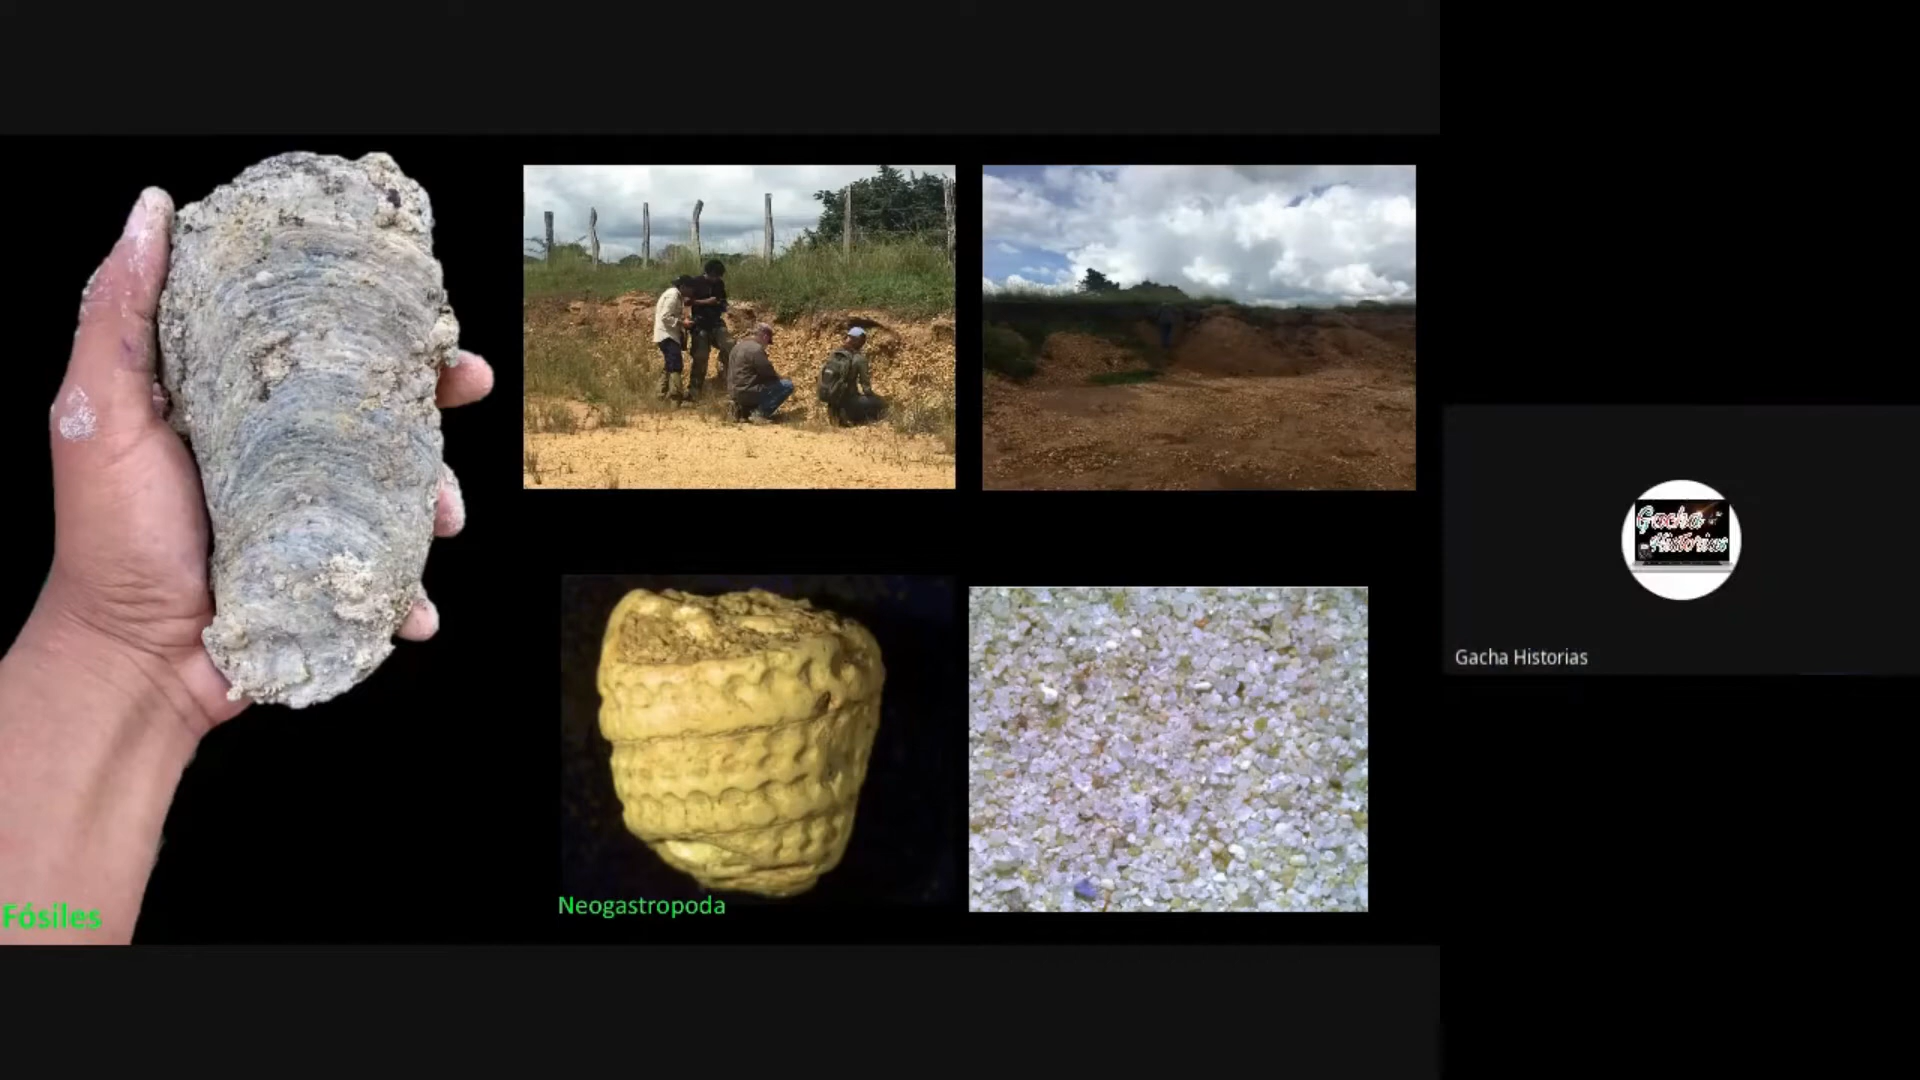 Fósiles
Neogastropoda
Gacha
Historias
Gacha Historias